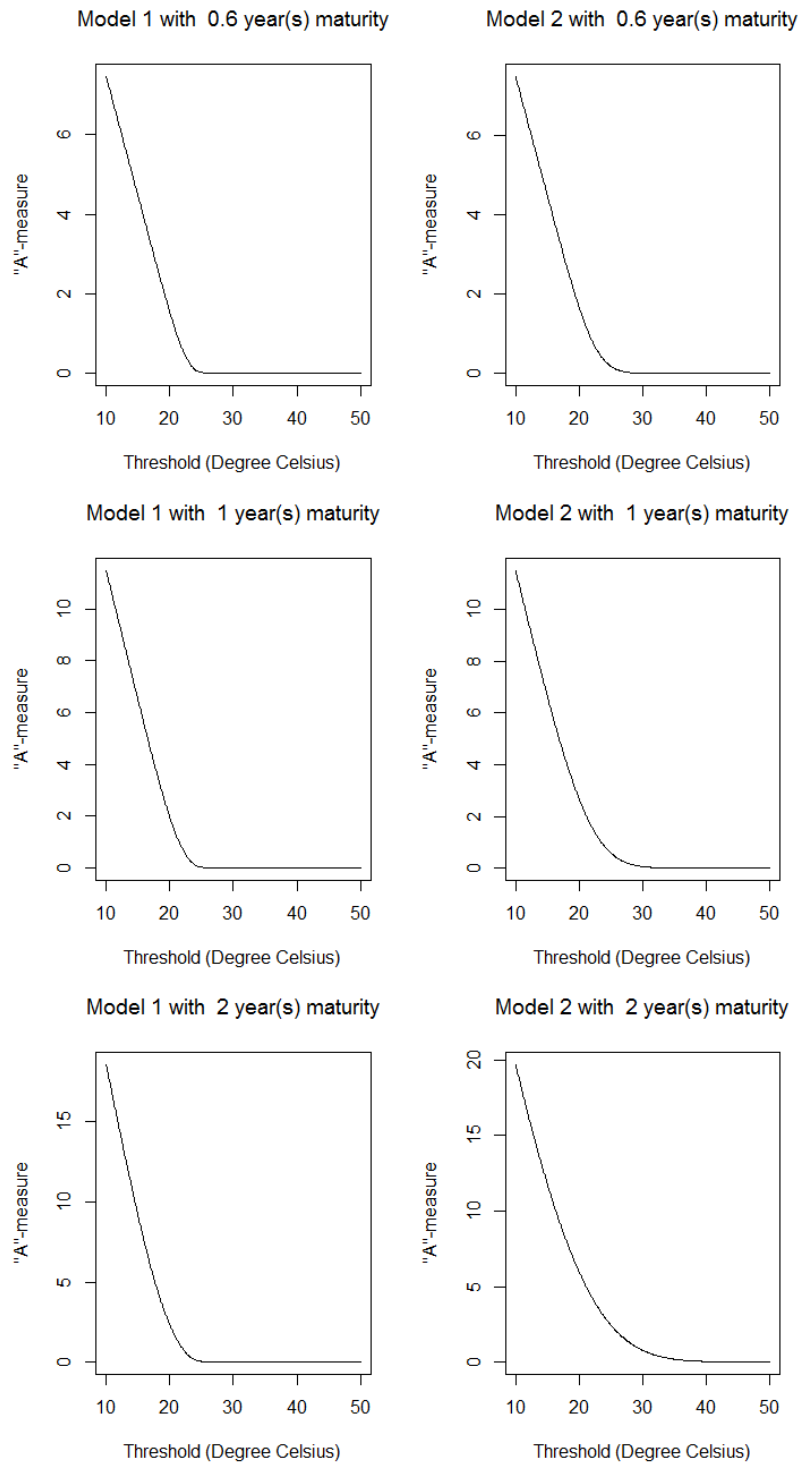 Model 1 with  0.6 year(s) maturity
"A"-measure
6
4
2
0
10 20 30 40 50
Threshold (Degree Celsius)
Model 2 with  0.6 year(s) maturity
"A"-measure
6
4
2
0
10 20 30 40 50
Threshold (Degree Celsius)
Model 1 with  1 year(s) maturity
"A"-measure
10
8
6
4
2
0
10 20 30 40 50
Threshold (Degree Celsius)
Model 2 with  1 year(s) maturity
"A"-measure
10
8
6
4
2
0
10 20 30 40 50
Threshold (Degree Celsius)
Model 1 with  2 year(s) maturity
"A"-measure
15
10
5
0
10 20 30 40 50
Threshold (Degree Celsius)
Model 2 with  2 year(s) maturity
"A"-measure
20
15
10
5
0
10 20 30 40 50
Threshold (Degree Celsius)